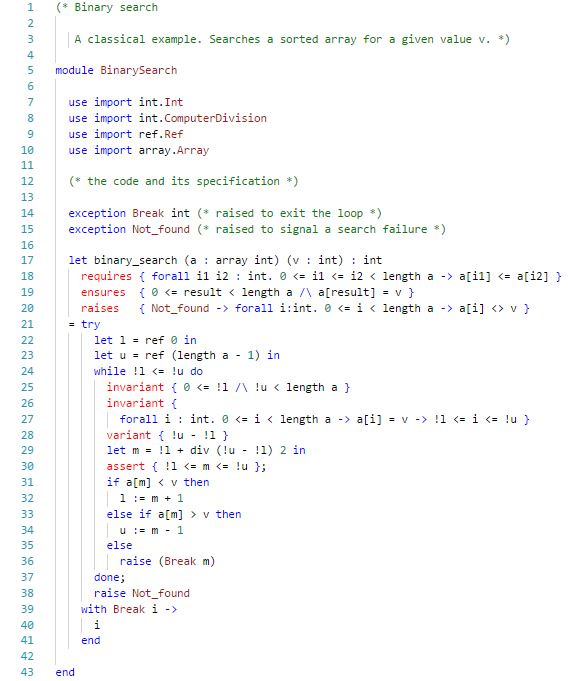 1 (* Binary search
2
3 A classical example. Searches a sorted array for a given value v. *)
4
5 module BinarySearch
6
7 use import int.Int
8 use import int.ComputerDivision
9 use import ref.Ref
10 use import array.Array
11
12 (* the code and its specification *)
13
14 exception Break int (* raised to exit the loop *)
15 exception Not_found (* raised to signal a search failure *)
16
17 let binary_search (a : array int) (v : int) : int
18 requires { forall i1 i2 : int. 0 <= i1 <= i2 < length a -> a[i1] <= a[i2] }
19 ensures { 0 <= result < length a /\ a[result] = v }
20 raises { Not_found -> forall i:int. 0 <= i < length a -> a[i] <> v }
21 = try
22 let l = ref 0 in
23 let u = ref (length a - 1) in
24 while !l <= !u do
25 invariant { 0 <= !l /\ !u < length a }
26 invariant {
27 forall i : int. 0 <= i < length a -> a[i] = v -> !l <= i <= !u }
28 variant { !u - !l }
29 let m = !l + div (!u - !l) 2 in
30 assert { !l <= m <= !u };
31 if a[m] < v then
32 l := m + 1
33 else if a[m] > v then
34 u := m - 1
35 else
36 raise (Break m)
37 done;
38 raise Not_found
39 with Break i ->
40 i
41 end
42
43 end